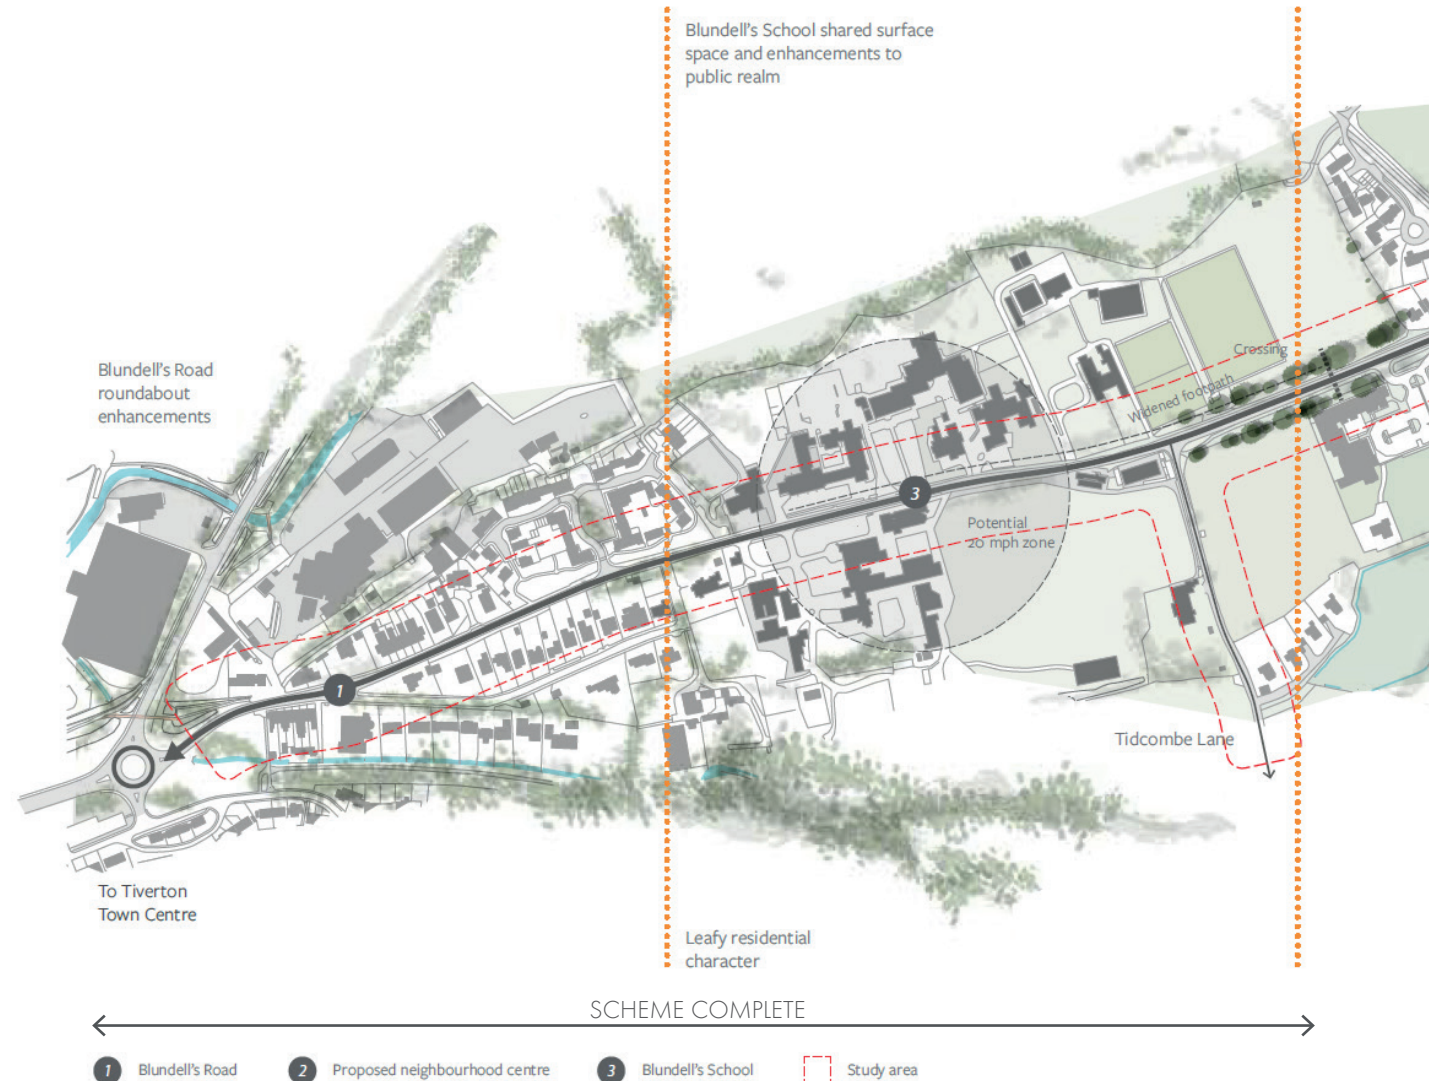 Blundell's School shared surface
space and enhancements to
public realm
Blundell's Road
roundabout
enhancements
Crossing
Widened footpath
3
Potential
20 mph zone
1
Tidcombe Lane
To Tiverton
Town Centre
Leafy residential
character
SCHEME COMPLETE
1 Blundell's Road
2 Proposed neighbourhood centre
3 Blundell's School
Study area